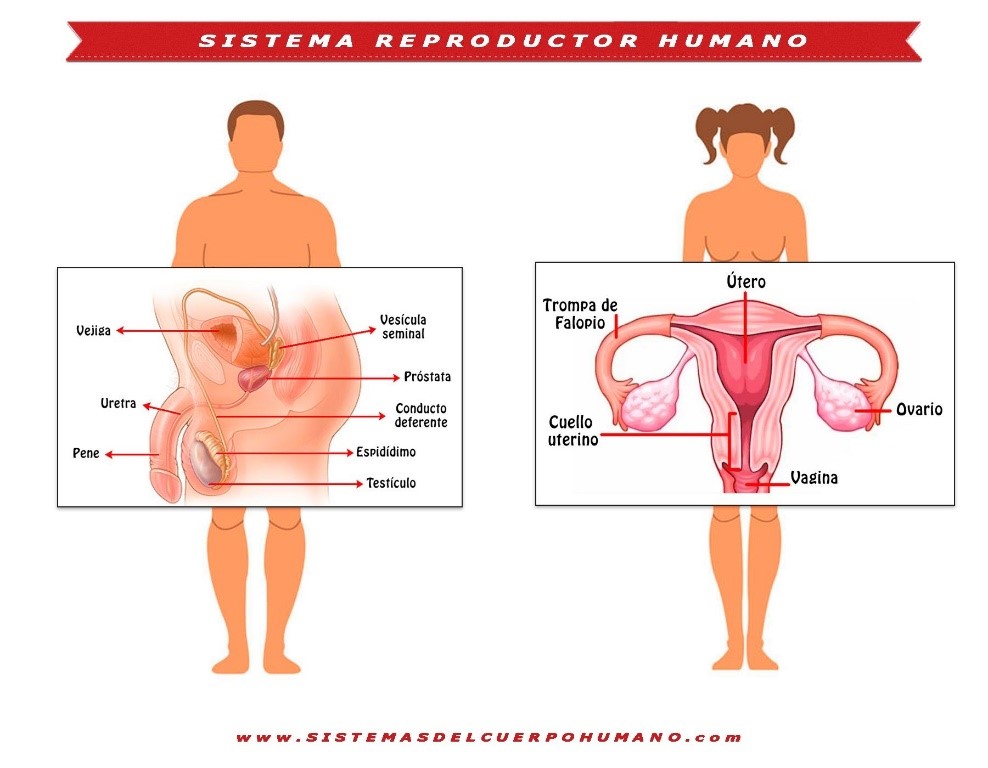 SISTEMA REPRODUCTOR HUMANO
Vejiga
Uretra
Pene
Vesícula
seminal
Próstata
Conducto
deferente
Espidídimo
Testículo
Útero
Trompa de
Falopio
Cuello
uterino
Ovario
Vagina
www.SISTEMASDELCUERPOHUMANO.com